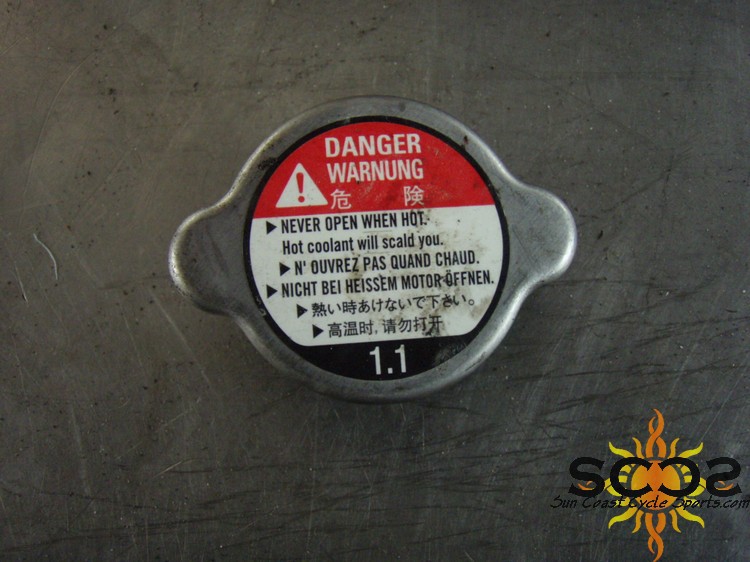 DANGER
WARNUNG
危 険
▶ NEVER OPEN WHEN HOT.
Hot coolant will scald you.
▶ N' OUVREZ PAS QUAND CHAUD.
▶ NICHT BEI HEISSEM MOTOR ÖFFNEN.
▶ 熱い時あけないで下さい。
▶ 高温时,请勿打开
1.1
SCCS
Sun Coast Cycle Sports.com